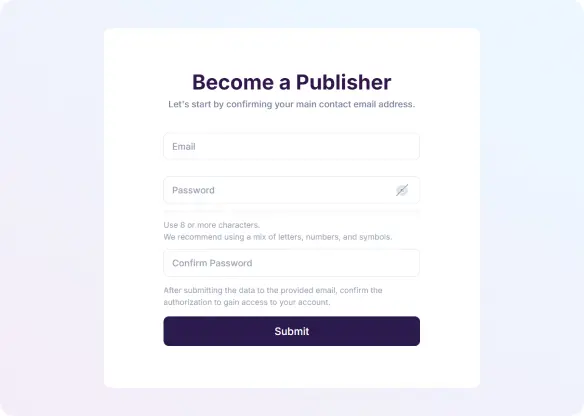 Become a Publisher
Let's start by confirming your main contact email address.
Email
Password
Use 8 or more characters.
We recommend using a mix of letters, numbers, and symbols.
Confirm Password
After submitting the data to the provided email, confirm the
authorization to gain access to your account.
Submit